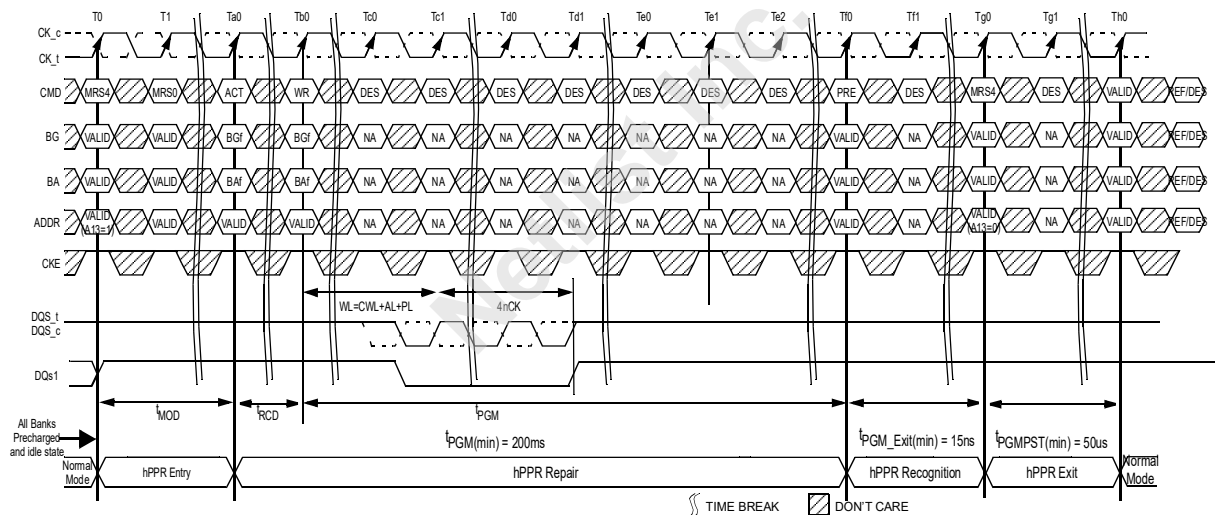 T0 T1 Ta0 Tb0 Tc0 Tc1 Td0 Td1 Te0 Te1 Te2 Tf0 Tf1 Tg0 Tg1 Th0
CK_c
CK_t
CMD MRS4 MRS0 ACT WR DES DES DES DES DES DES DES PRE DES MRS4 DES VALID REF/DES
BG VALID VALID BGf BGf NA NA NA NA NA NA NA VALID NA VALID NA VALID REF/DES
BA VALID VALID BAf BAf NA NA NA NA NA NA NA VALID NA VALID NA VALID REF/DES
ADDR VALID (A13=1) VALID VALID VALID NA NA NA NA NA NA NA VALID NA VALID (A13=0) NA VALID REF/DES
CKE
WL=CWL+AL+PL 4nCK
DQS_t
DQS_c
DQs1
tMOD tRCD tPGM
All Banks
Precharged
and idle state
tPGM(min) = 200ms tPGM_Exit(min) = 15ns tPGMPST(min) = 50us
Normal
Mode
hPPR Entry hPPR Repair hPPR Recognition hPPR Exit
Normal
Mode
TIME BREAK DON'T CARE
Netlist Inc.